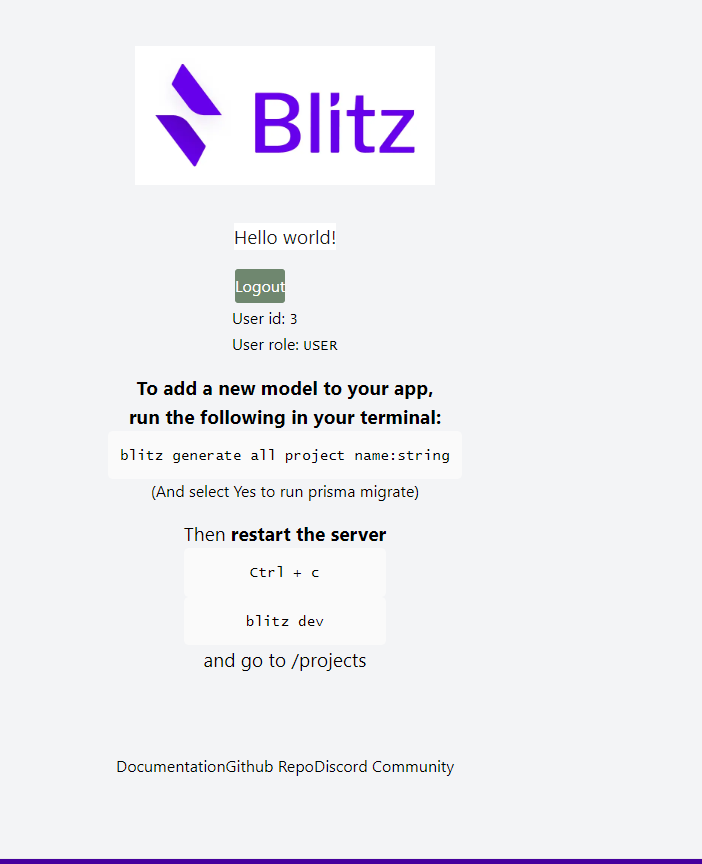 Blitz
Hello world!
Logout
User id: 3
User role: USER
To add a new model to your app,
run the following in your terminal:
blitz generate all project name:string
(And select Yes to run prisma migrate)
Then restart the server
Ctrl + c
blitz dev
and go to /projects
DocumentationGithub RepoDiscord Community